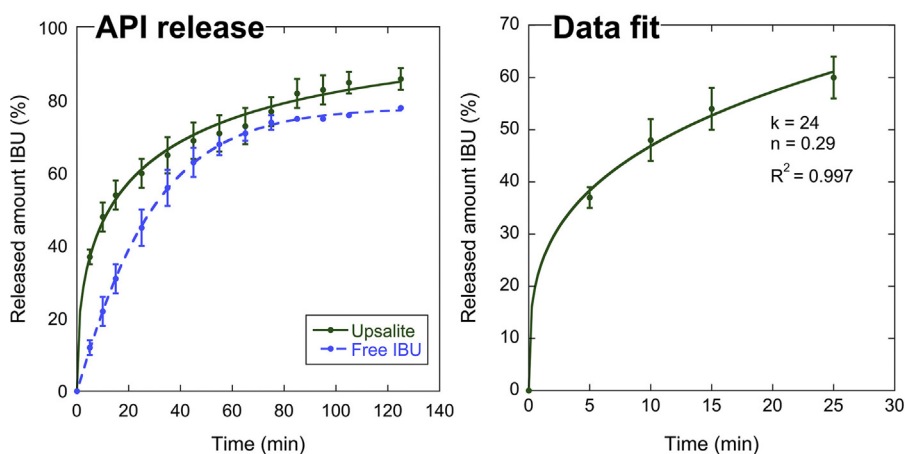 API release
Released amount IBU (%)
100
80
60
40
20
0
0 20 40 60 80 100 120 140
Time (min)
Upsalite
Free IBU
Data fit
Released amount IBU (%)
70
60
50
40
30
20
10
0
0 5 10 15 20 25 30
Time (min)
k = 24
n = 0.29
R² = 0.997